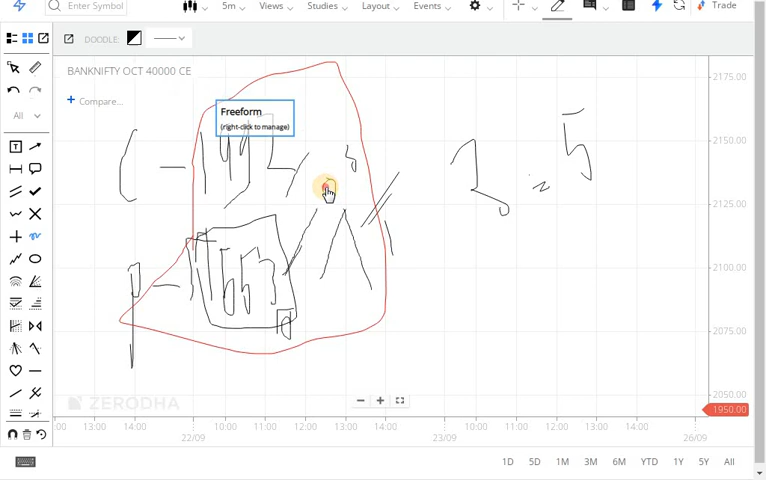 Enter Symbol 5m Views Studies Layout Events Trade
DOODLE:
BANKNIFTY OCT 40000 CE
+ Compare...
Freeform
(right-click to manage)
All
T
2175.00
2150.00
2125.00
2100.00
2075.00
2050.00
1950.00
ZERODHA
:00 13:00 14:00 10:00 11:00 12:00 13:00 14:00 10:00 11:00 12:00 13:00 14:00
22/09 23/09 26/09
1D 5D 1M 3M 6M YTD 1Y 5Y All